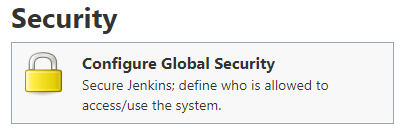 Security
Configure Global Security
Secure Jenkins; define who is allowed to
access/use the system.